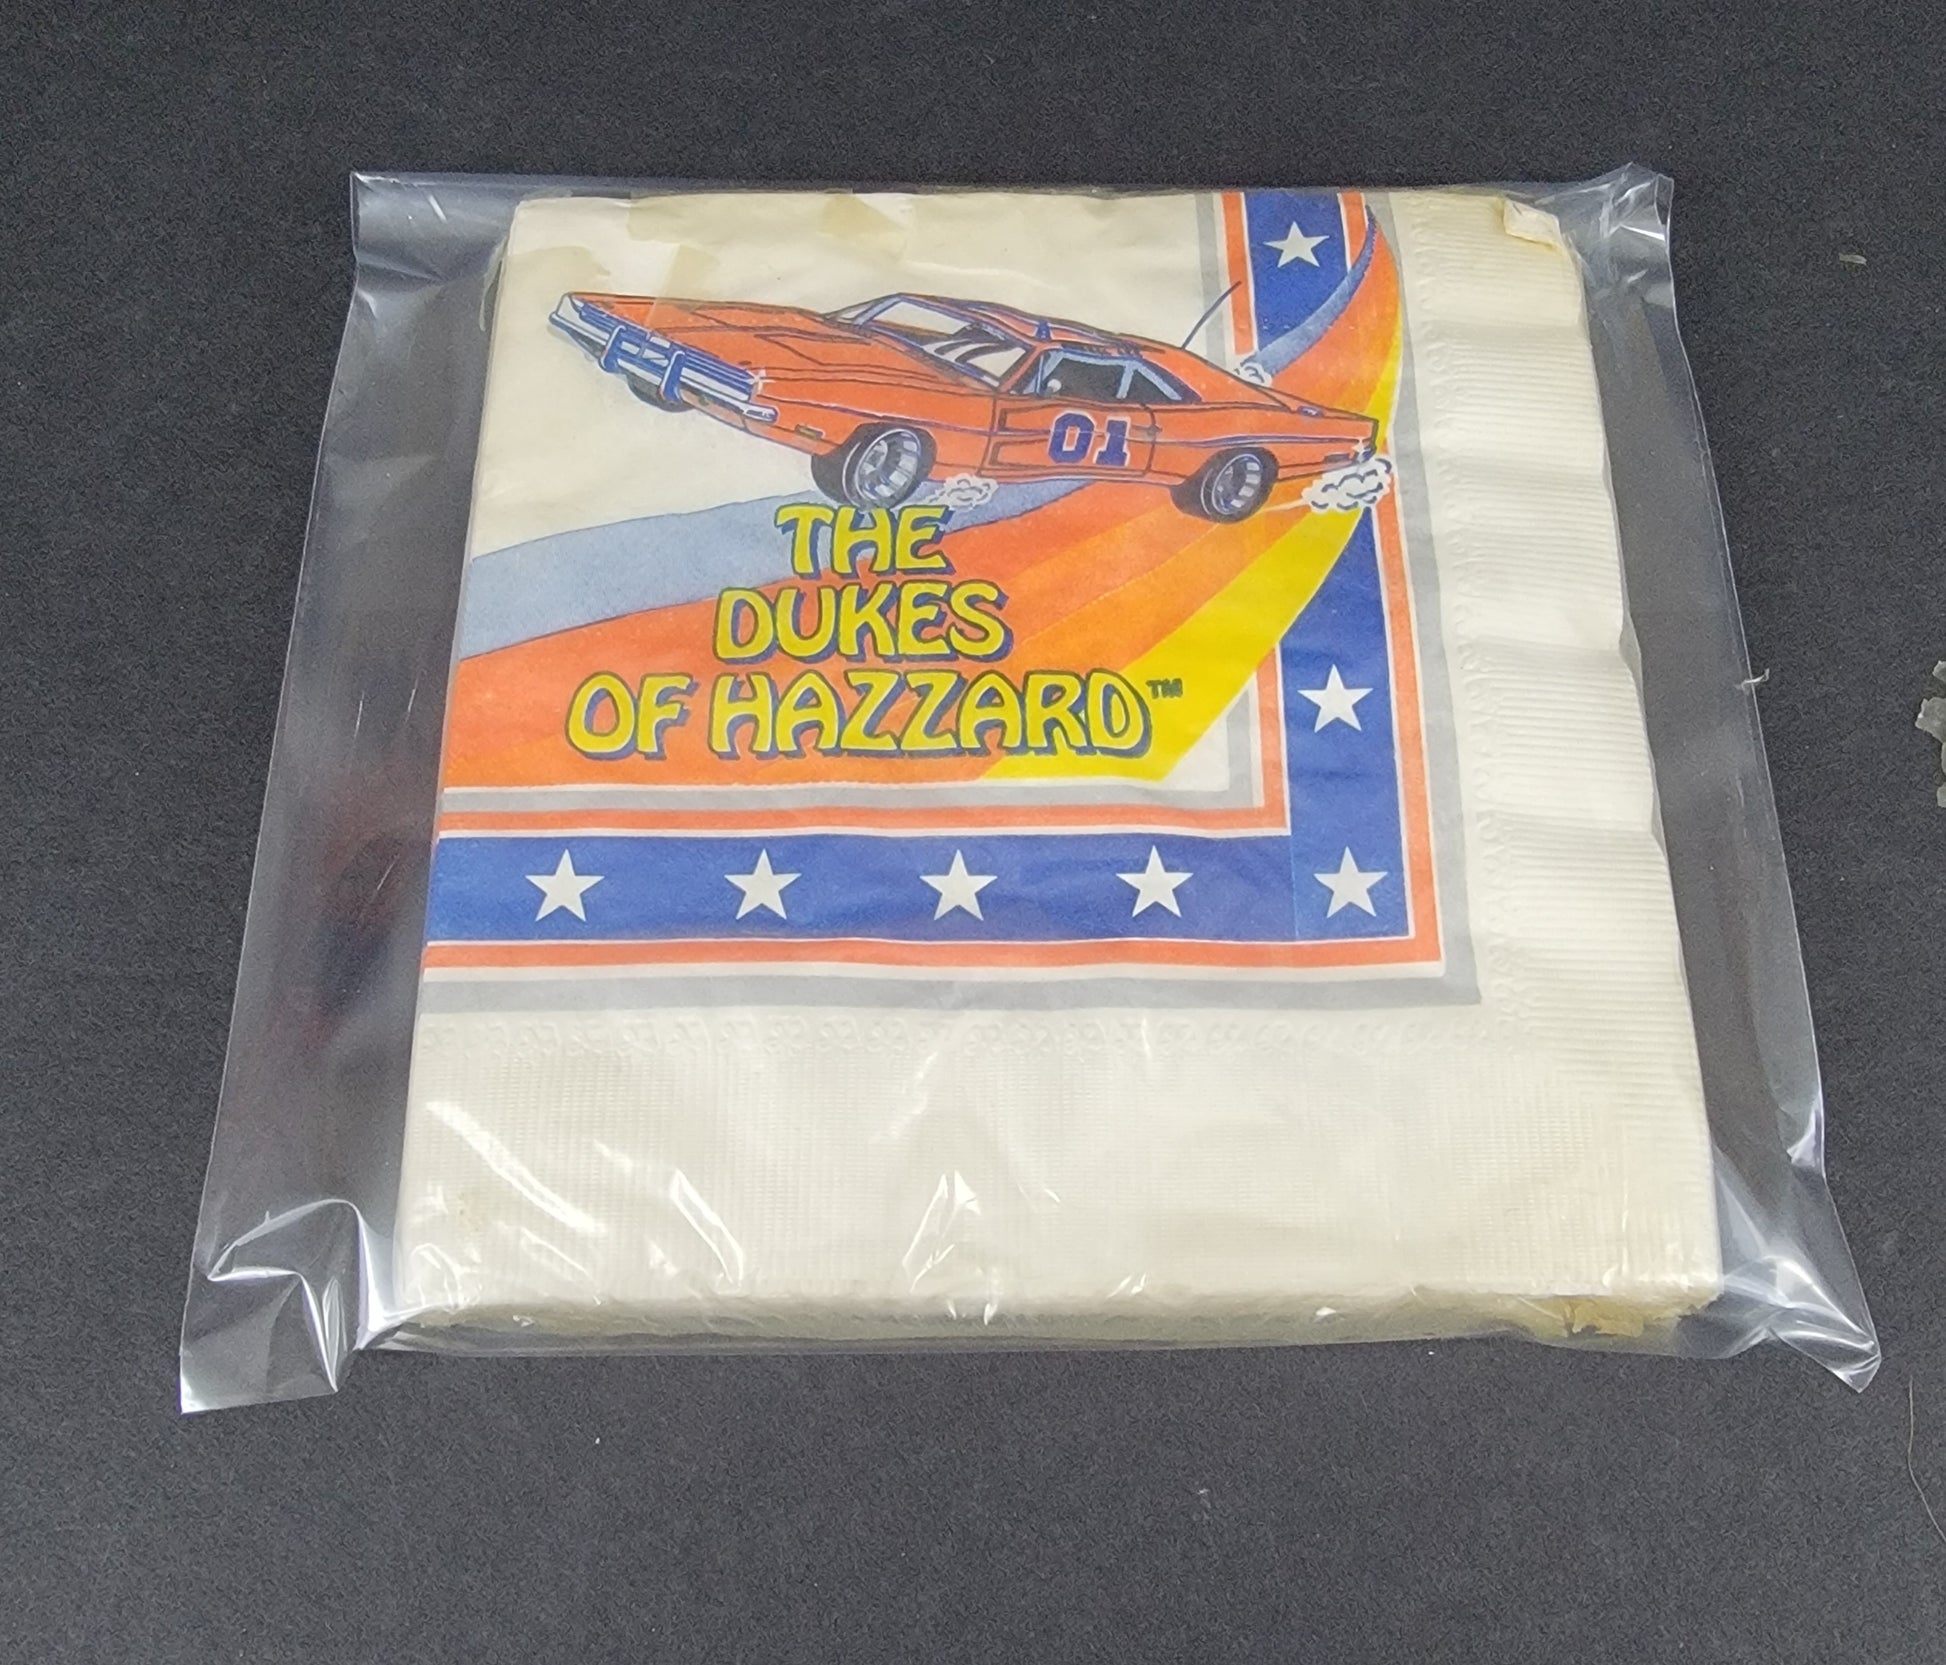 01
THE
DUKES
OF HAZZARD™